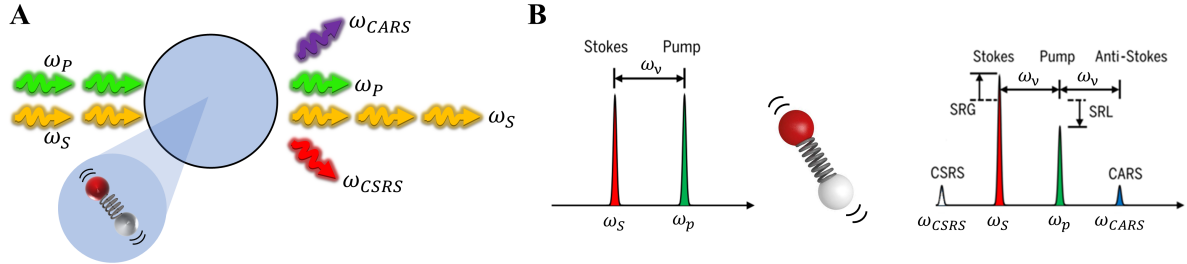 A
ω_P
ω_S
ω_CARS
ω_P
ω_S
ω_CSRS
B
Stokes Pump
ω_ν
ω_S ω_p
Stokes Pump Anti-Stokes
ω_ν ω_ν
SRG SRL
CSRS CARS
ω_CSRS ω_S ω_p ω_CARS